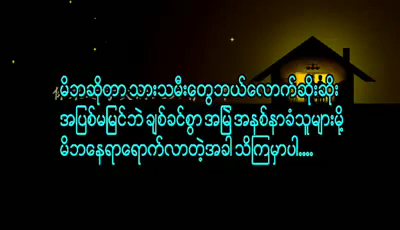 မိဘဆိုတာ သားသမီးတွေဘယ်လောက်ဆိုးဆိုး
အပြစ်မမြင်ဘဲ ချစ်ခင်စွာ အမြဲ အနစ်နာခံသူများမို့
မိဘနေရာရောက်လာတဲ့အခါ သိကြမှာပါ....